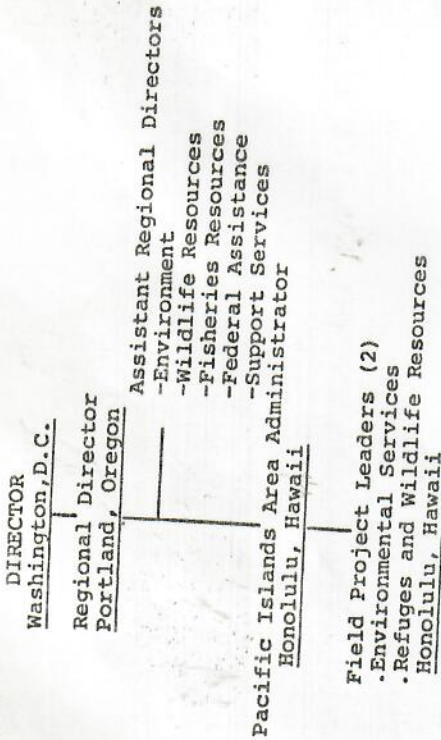 DIRECTOR
Washington,D.C.
Regional Director
Portland, Oregon
Assistant Regional Directors
-Environment
-Wildlife Resources
-Fisheries Resources
-Federal Assistance
-Support Services
Pacific Islands Area Administrator
Honolulu, Hawaii
Field Project Leaders (2)
.Environmental Services
.Refuges and Wildlife Resources
Honolulu, Hawaii